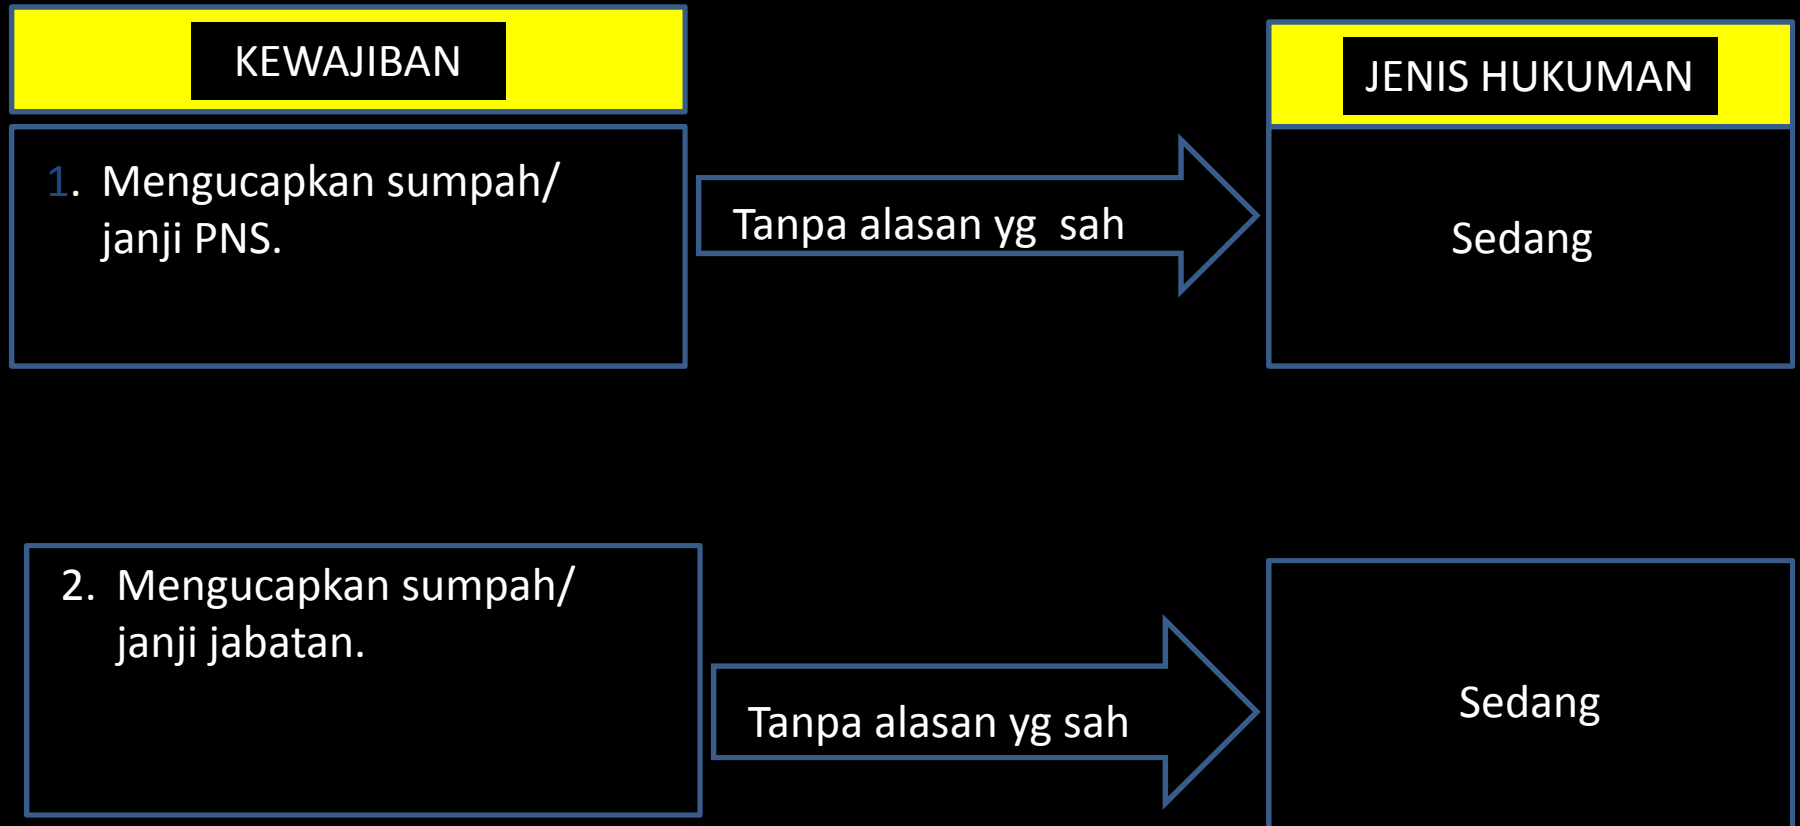 KEWAJIBAN
JENIS HUKUMAN
1. Mengucapkan sumpah/
janji PNS.
Tanpa alasan yg sah
Sedang
2. Mengucapkan sumpah/
janji jabatan.
Tanpa alasan yg sah
Sedang